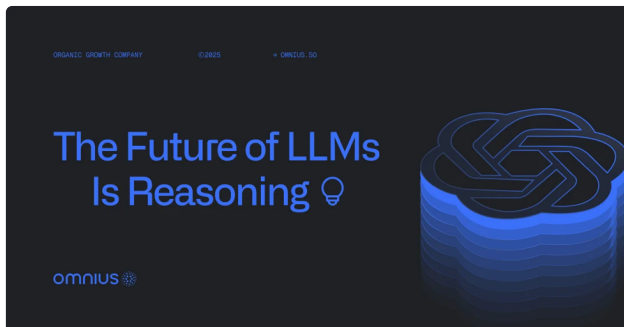 ORGANIC GROWTH COMPANY ©2025 → OMNIUS.SO
The Future of LLMs
Is Reasoning
omnius